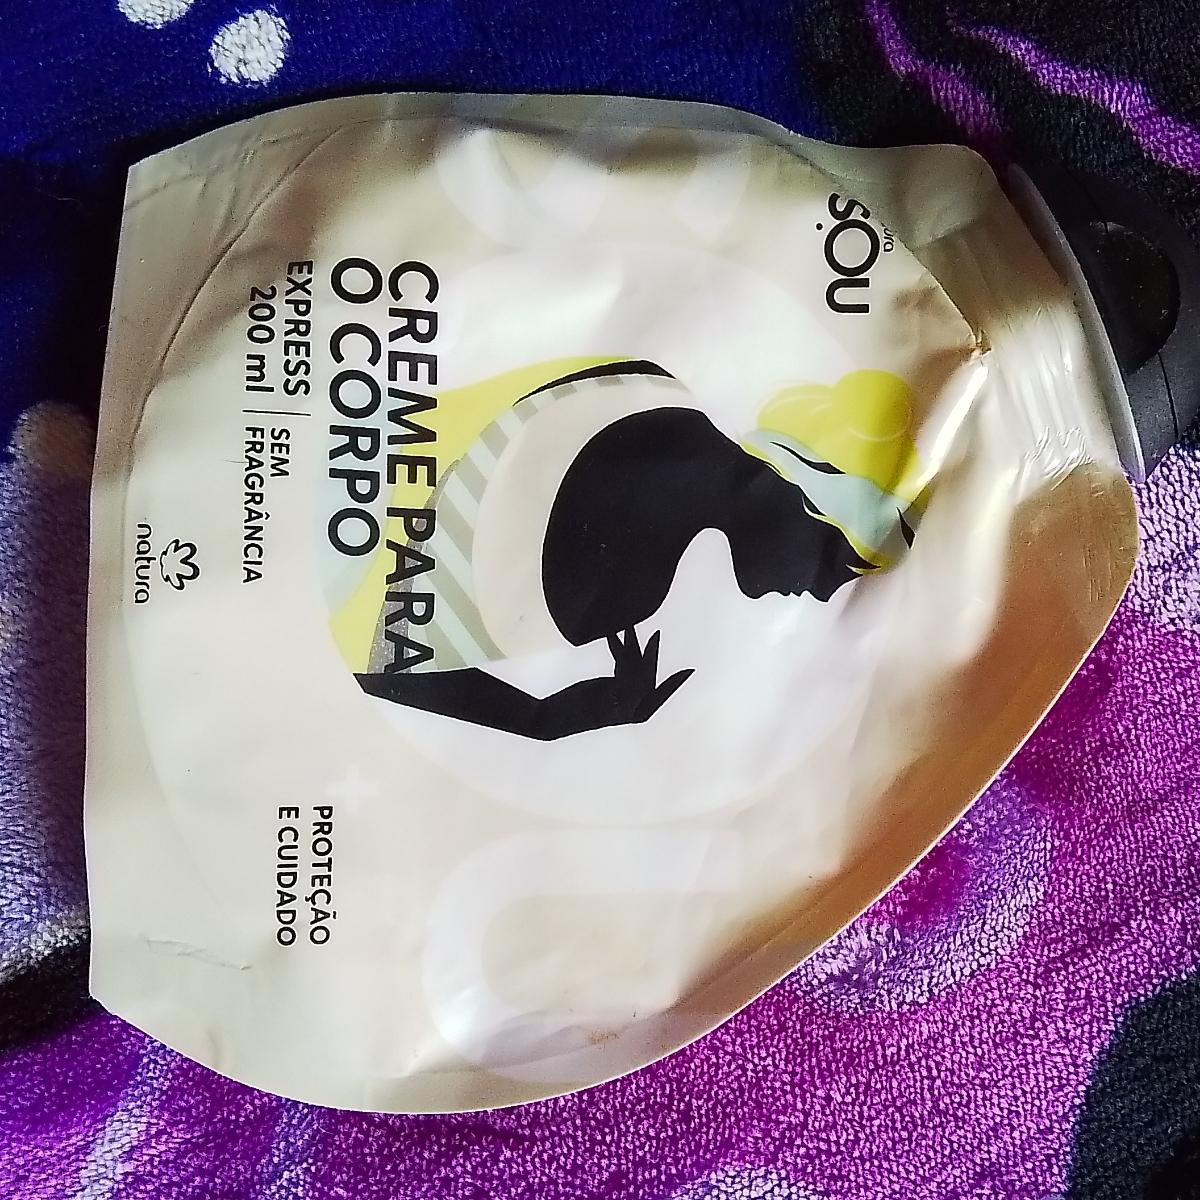 SOU
CREME PARA
O CORPO
EXPRESS
200 ml
SEM
FRAGRÂNCIA
PROTEÇÃO
E CUIDADO
natura